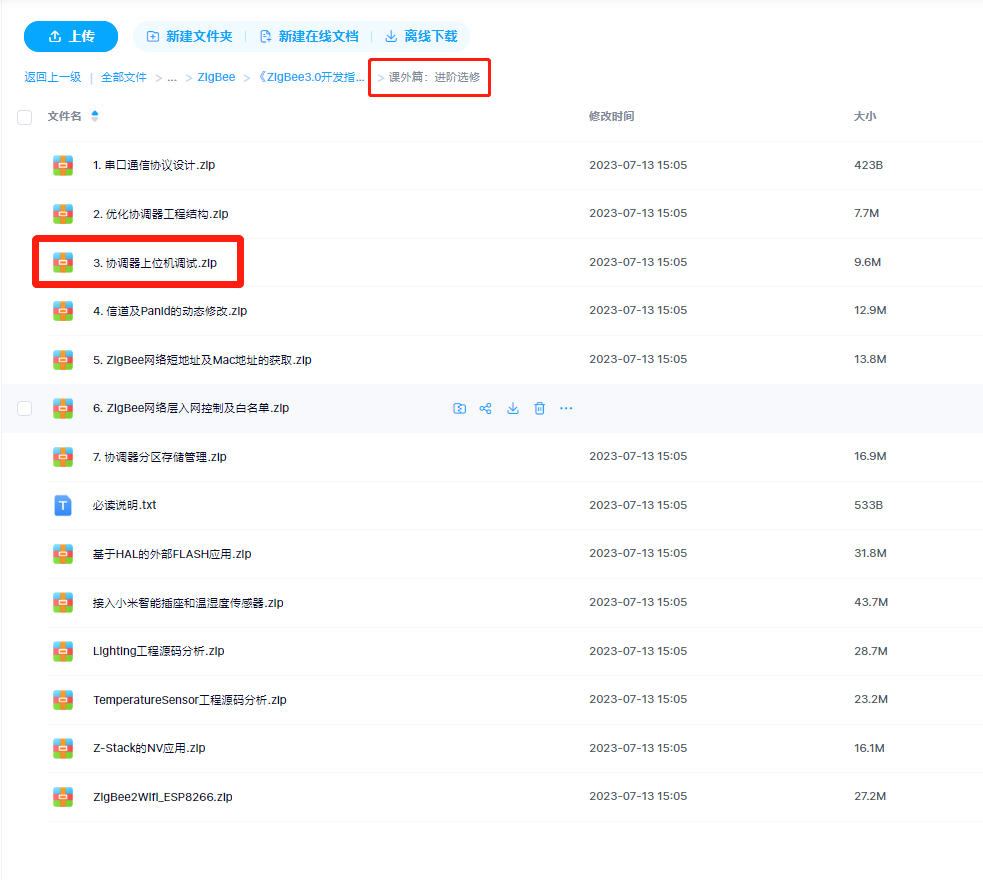 上传 新建文件夹 新建在线文档 离线下载
返回上一级 | 全部文件 > ... > ZigBee > 《ZigBee3.0开发指... > 课外篇：进阶选修
文件名 修改时间 大小
1. 串口通信协议设计.zip 2023-07-13 15:05 423B
2. 优化协调器工程结构.zip 2023-07-13 15:05 7.7M
3. 协调器上位机调试.zip 2023-07-13 15:05 9.6M
4. 信道及PanId的动态修改.zip 2023-07-13 15:05 12.9M
5. ZigBee网络短地址及Mac地址的获取.zip 2023-07-13 15:05 13.8M
6. ZigBee网络层入网控制及白名单.zip
7. 协调器分区存储管理.zip 2023-07-13 15:05 16.9M
必读说明.txt 2023-07-13 15:05 533B
基于HAL的外部FLASH应用.zip 2023-07-13 15:05 31.8M
接入小米智能插座和温湿度传感器.zip 2023-07-13 15:05 43.7M
Lighting工程源码分析.zip 2023-07-13 15:05 28.7M
TemperatureSensor工程源码分析.zip 2023-07-13 15:05 23.2M
Z-Stack的NV应用.zip 2023-07-13 15:05 16.1M
ZigBee2Wifi_ESP8266.zip 2023-07-13 15:05 27.2M